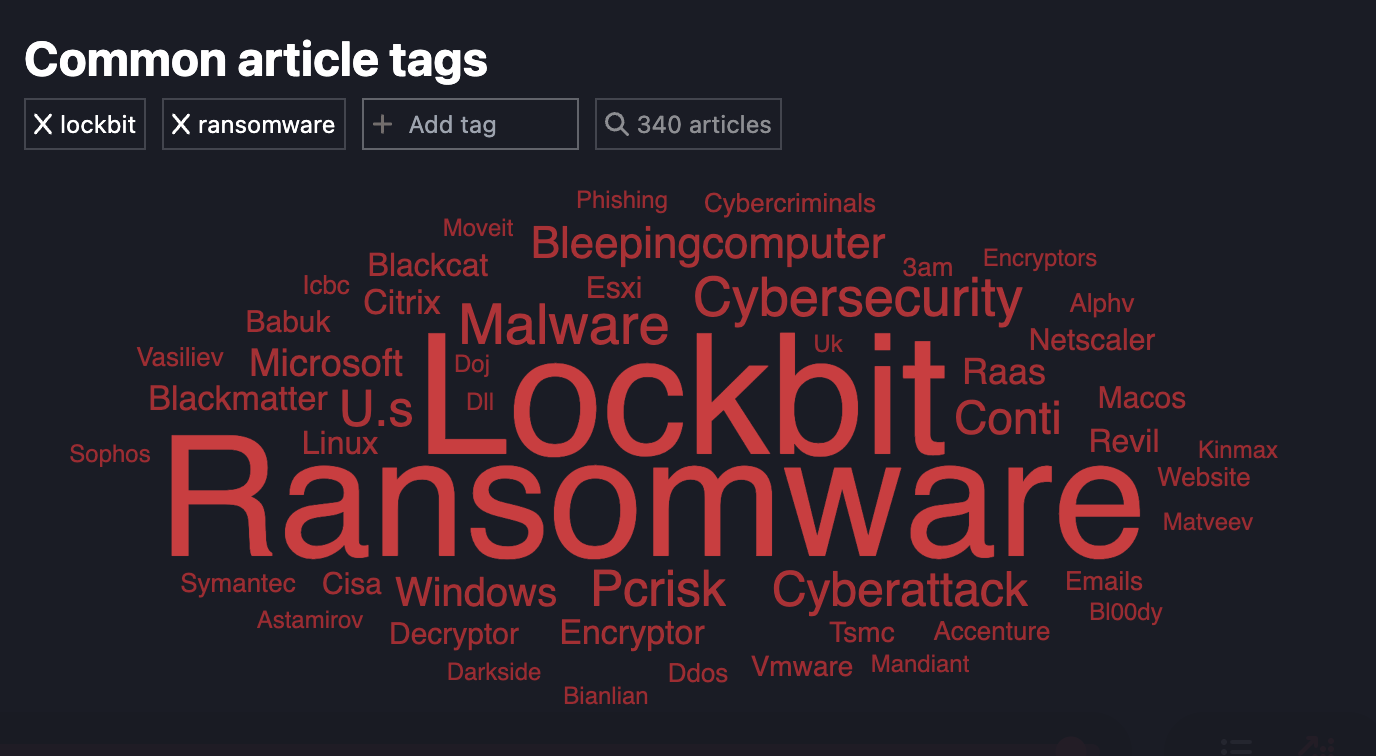 Common article tags
X lockbit X ransomware + Add tag 340 articles
Phishing Cybercriminals
Moveit Bleepingcomputer
Blackcat 3am Encryptors
Icbc Citrix Esxi Cybersecurity Alphv
Babuk Malware Uk Netscaler
Vasiliev Microsoft Doj Lockbit Raas
Blackmatter U.s Dll Conti Macos
Sophos Linux Revil Kinmax
Ransomware Website
Matveev
Symantec Cisa Windows Pcrisk Cyberattack Emails
Astamirov Bl00dy
Decryptor Encryptor Tsmc Accenture
Darkside Ddos Vmware Mandiant
Bianlian